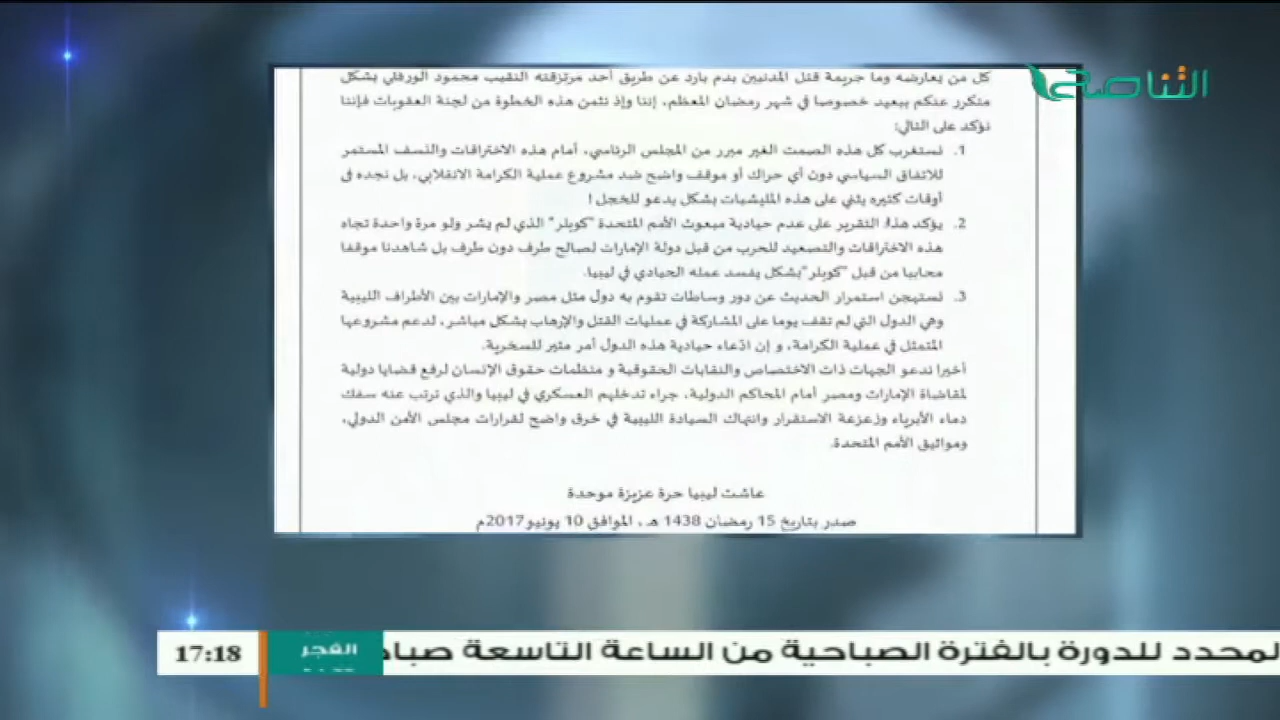 التناصح
كل من يعارضه وما جريمة قتل المدنيين بدم بارد عن طريق أحد مرتزقته النقيب محمود الورفلي بشكل
متكرر عنكم ببعيد خصوصا في شهر رمضان المعظم، إننا وإذ نثمن هذه الخطوة من لجنة العقوبات فإننا
نؤكد على التالي:
1. نستغرب كل هذه الصمت الغير مبرر من المجلس الرئاسي، أمام هذه الاختراقات والنسف المستمر
للاتفاق السياسي دون أي حراك أو موقف واضح ضد مشروع عملية الكرامة الانقلابي، بل نجده في
أوقات كثيره يثني على هذه المليشيات بشكل يدعو للخجل !
2. يؤكد هذا التقرير على عدم حيادية مبعوث الأمم المتحدة "كوبلر" الذي لم يشر ولو مرة واحدة تجاه
هذه الاختراقات والتصعيد للحرب من قبل دولة الإمارات لصالح طرف دون طرف بل شاهدنا موقفا
محابيا من قبل "كوبلر"بشكل يفسد عمله الحيادي في ليبيا.
3. نستهجن استمرار الحديث عن دور وساطات تقوم به دول مثل مصر والإمارات بين الأطراف الليبية
وهي الدول التي لم تقف يوما على المشاركة في عمليات القتل والإرهاب بشكل مباشر، لدعم مشروعها
المتمثل في عملية الكرامة، و إن ادّعاء حيادية هذه الدول أمر مثير للسخرية.
أخيرا ندعو الجهات ذات الاختصاص والنقابات الحقوقية و منظمات حقوق الإنسان لرفع قضايا دولية
لمقاضاة الإمارات ومصر أمام المحاكم الدولية، جراء تدخلهم العسكري في ليبيا والذي ترتب عنه سفك
دماء الأبرياء وزعزعة الاستقرار وانتهاك السيادة الليبية في خرق واضح لقرارات مجلس الأمن الدولي،
ومواثيق الأمم المتحدة.
عاشت ليبيا حرة عزيزة موحدة
صدر بتاريخ 15 رمضان 1438 هـ، الموافق 10 يونيو2017م
لمحدد للدورة بالفترة الصباحية من الساعة التاسعة صباح
الفجر
17:18